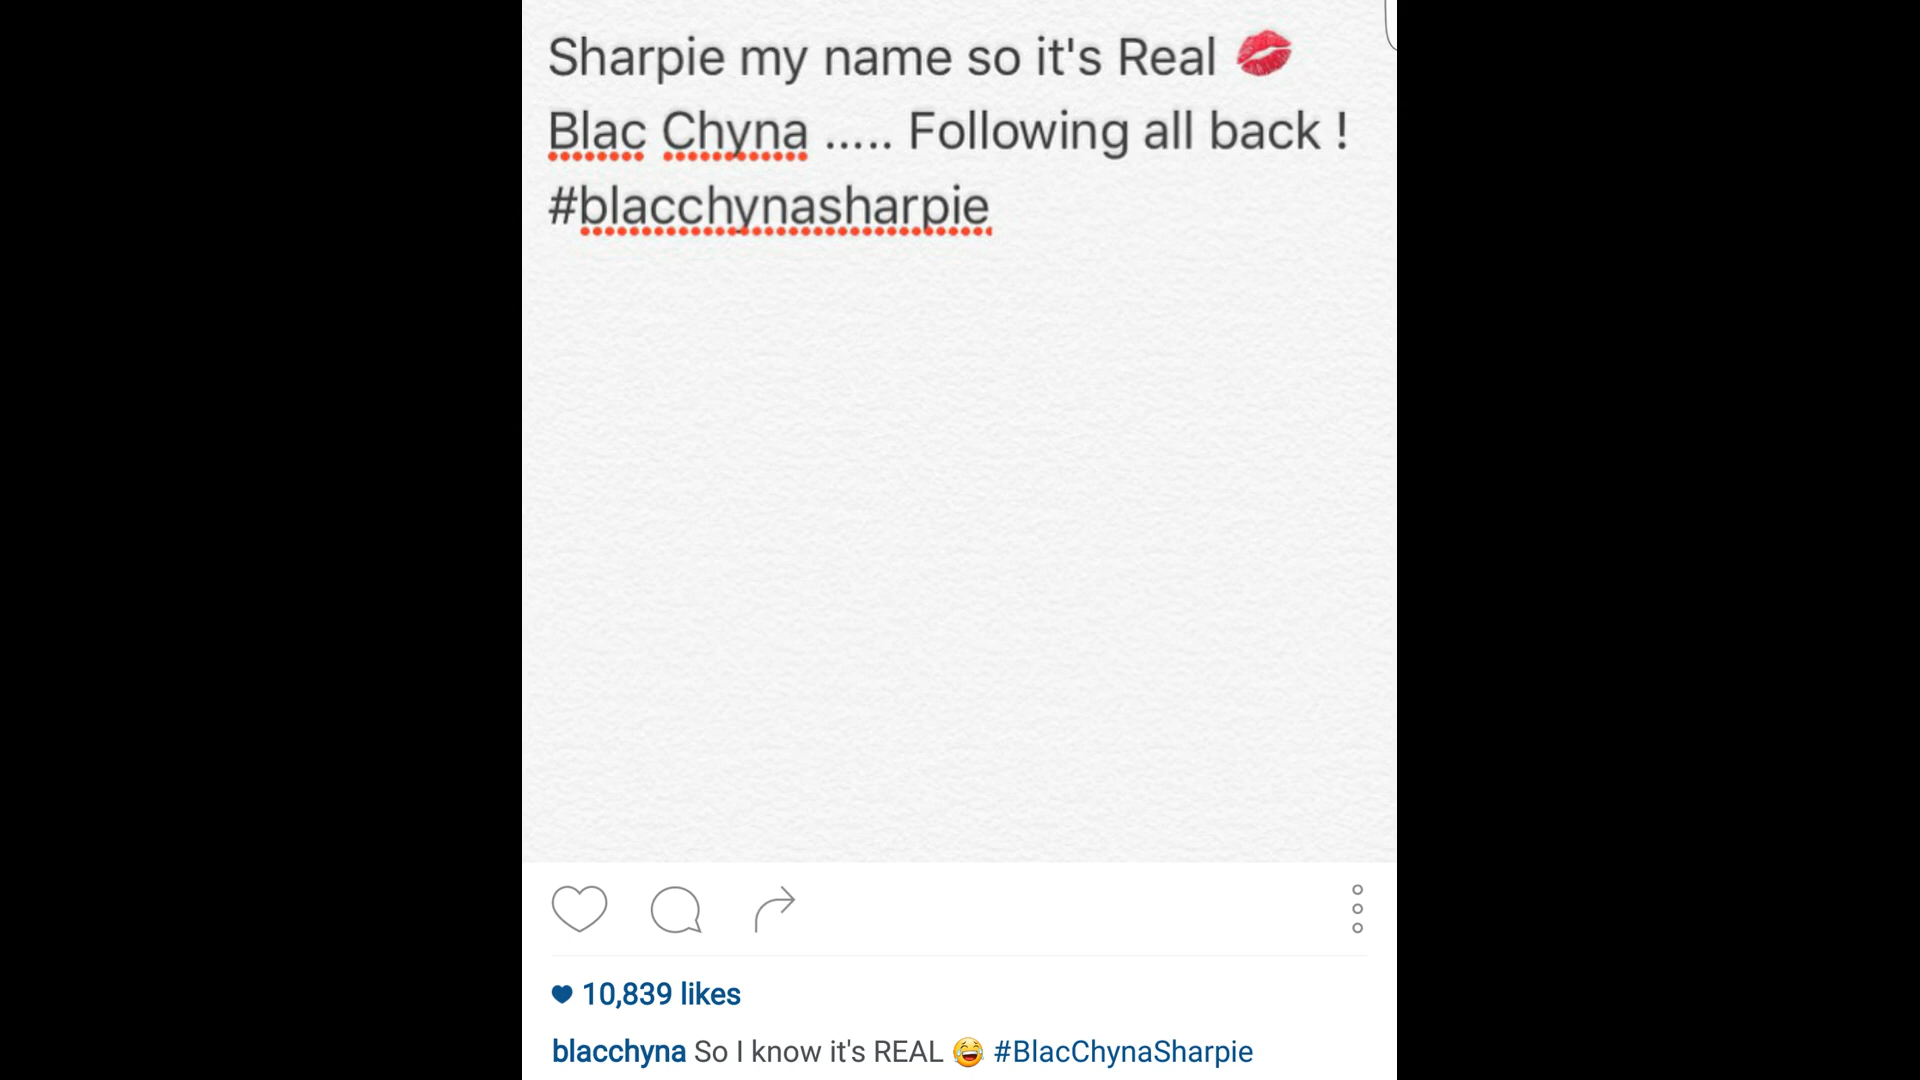 Sharpie my name so it's Real 💋
Blac Chyna ..... Following all back !
#blacchynasharpie
10,839 likes
blacchyna So I know it's REAL 😂 #BlacChynaSharpie